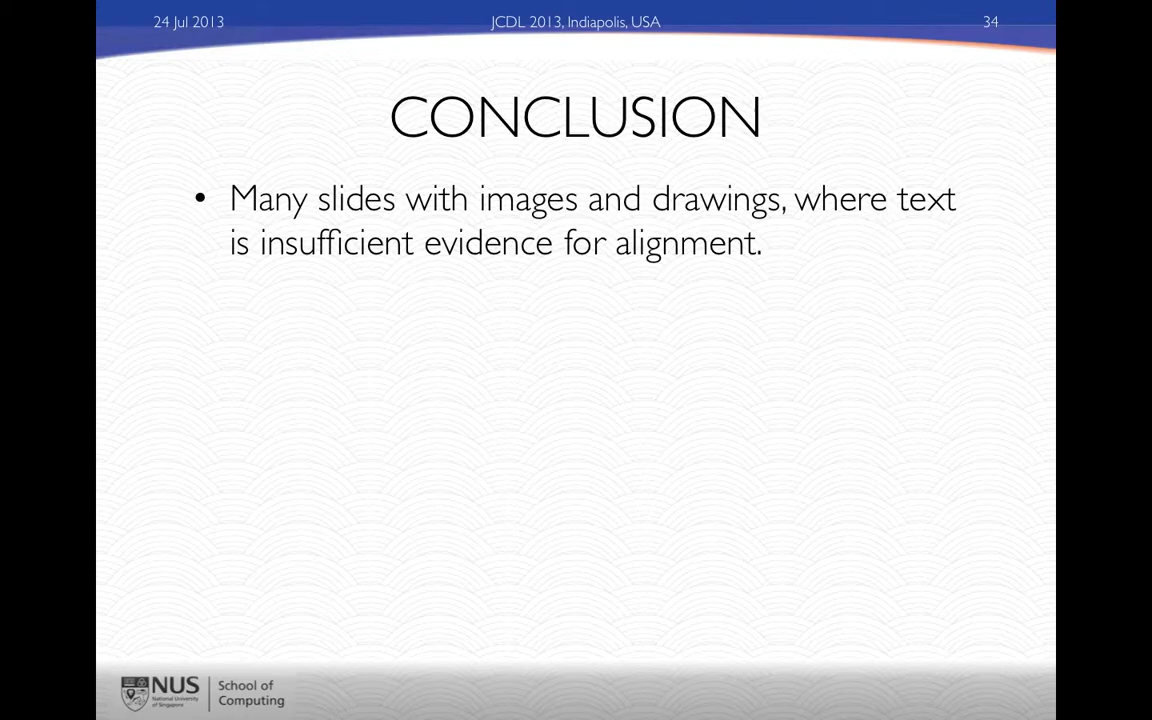 24 Jul 2013
JCDL 2013, Indiapolis, USA
34
CONCLUSION
• Many slides with images and drawings, where text
is insufficient evidence for alignment.
NUS
National University
of Singapore
School of
Computing